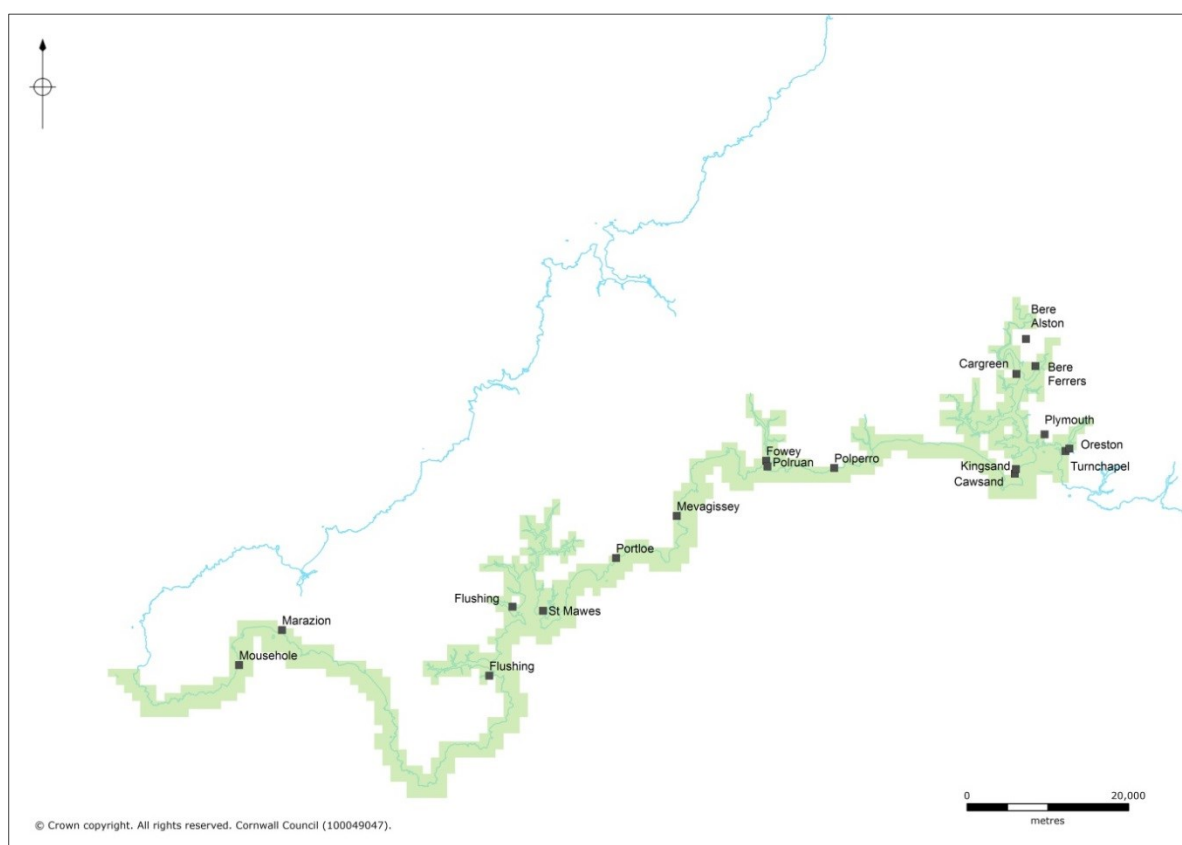 Bere
Alston
Cargreen
Bere
Ferrers
Plymouth
Oreston
Fowey
Polruan
Polperro
Kingsand
Turnchapel
Cawsand
Mevagissey
Portloe
Flushing
St Mawes
Marazion
Mousehole
Flushing
0
20,000
metres
© Crown copyright. All rights reserved. Cornwall Council (100049047).